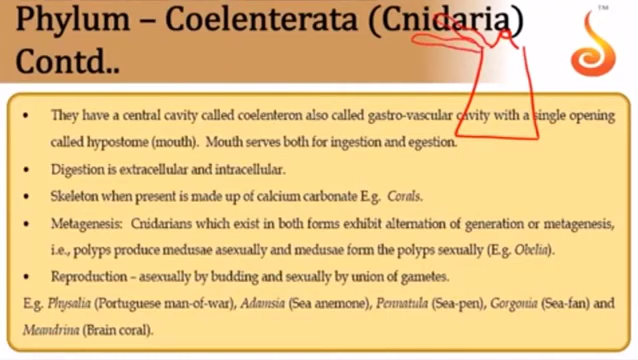 Phylum – Coelenterata (Cnidaria)
Contd..
TM
• They have a central cavity called coelenteron also called gastro-vascular cavity with a single opening
called hypostome (mouth). Mouth serves both for ingestion and egestion.
• Digestion is extracellular and intracellular.
• Skeleton when present is made up of calcium carbonate E.g. Corals.
• Metagenesis: Cnidarians which exist in both forms exhibit alternation of generation or metagenesis,
i.e., polyps produce medusae asexually and medusae form the polyps sexually (E.g. Obelia).
• Reproduction – asexually by budding and sexually by union of gametes.
E.g. Physalia (Portuguese man-of-war), Adamsia (Sea anemone), Pennatula (Sea-pen), Gorgonia (Sea-fan) and
Meandrina (Brain coral).